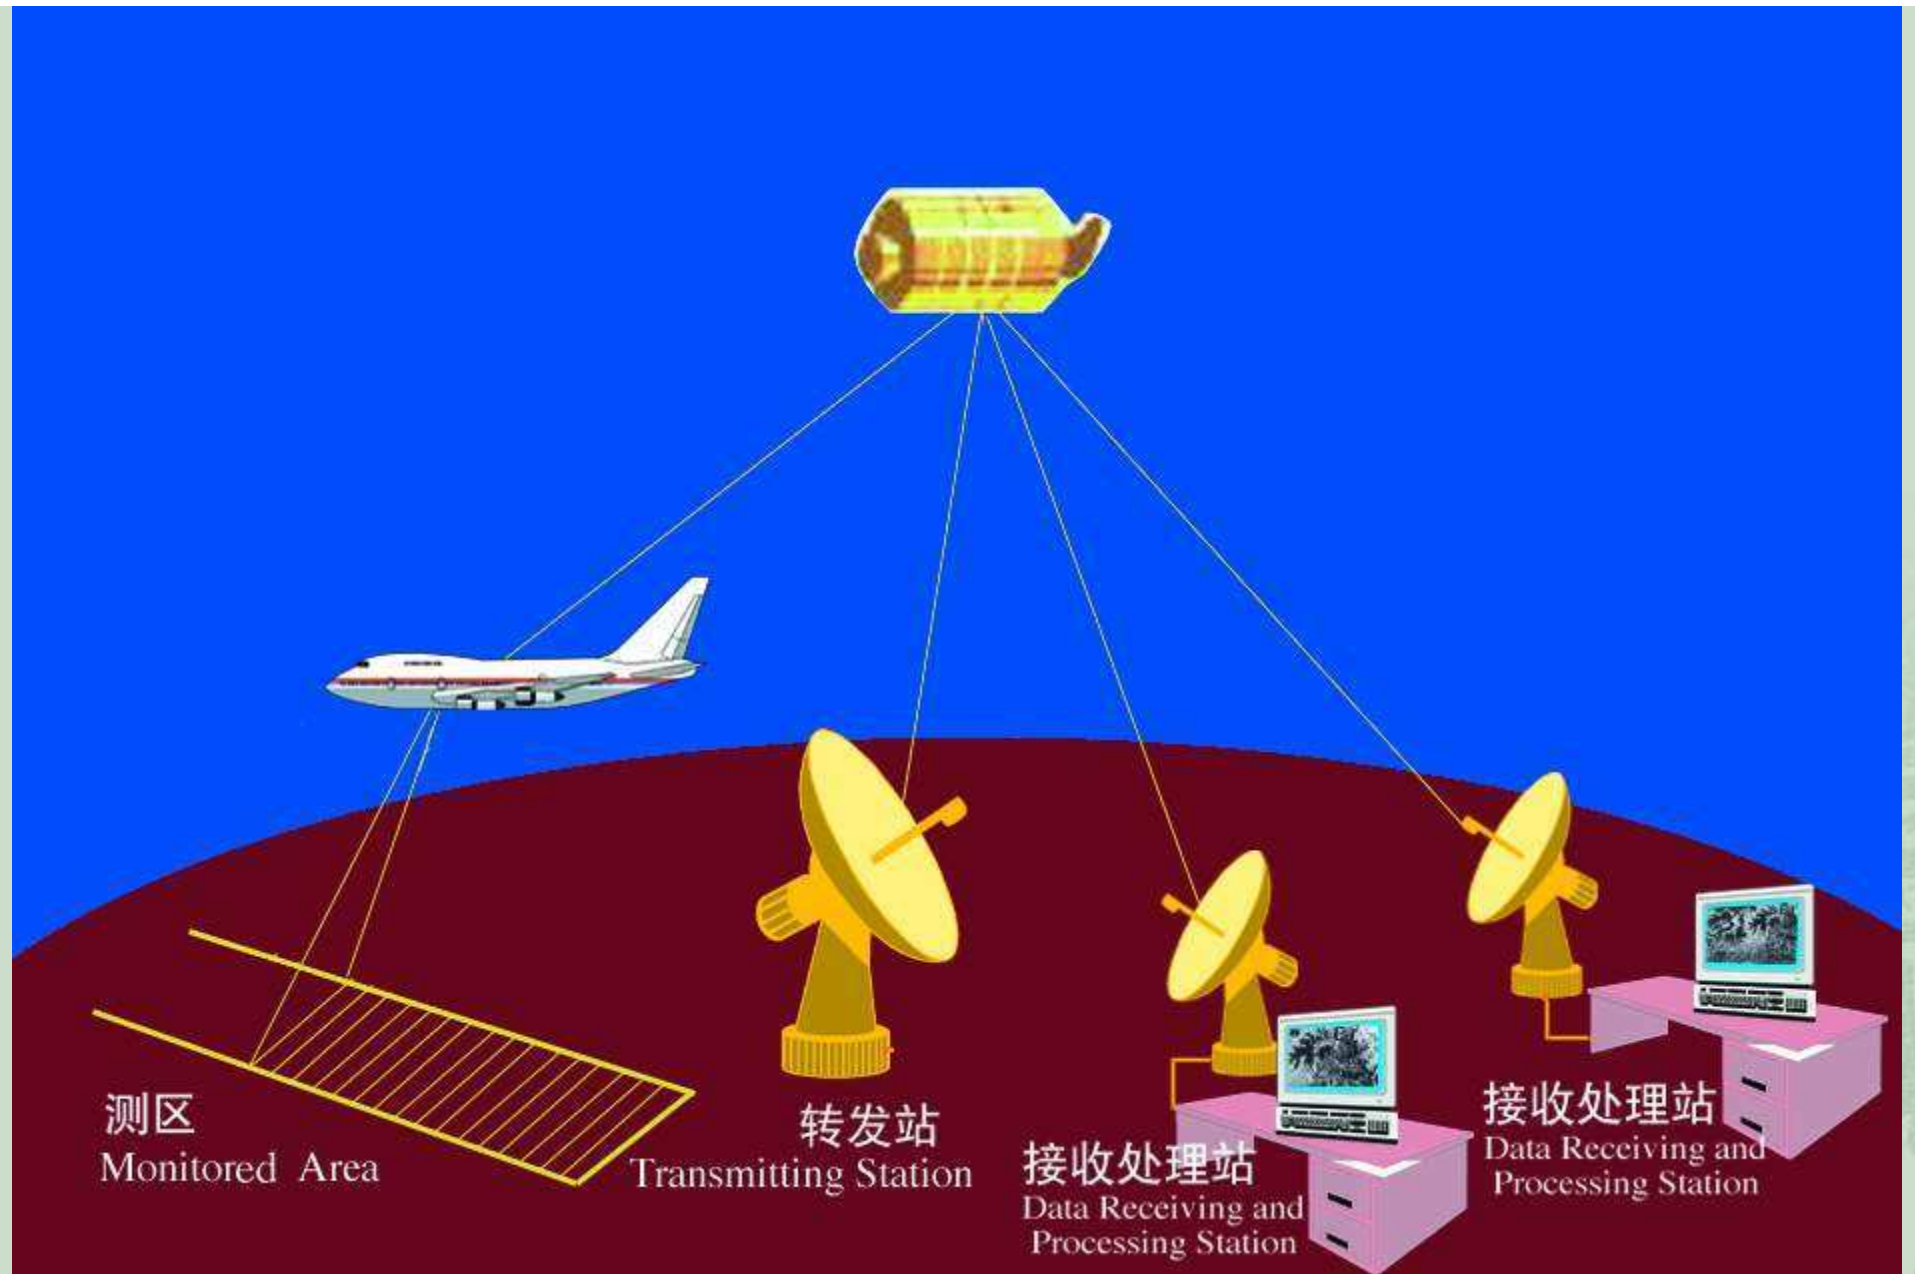 测区
Monitored Area
转发站
Transmitting Station
接收处理站
Data Receiving and
Processing Station
接收处理站
Data Receiving and
Processing Station